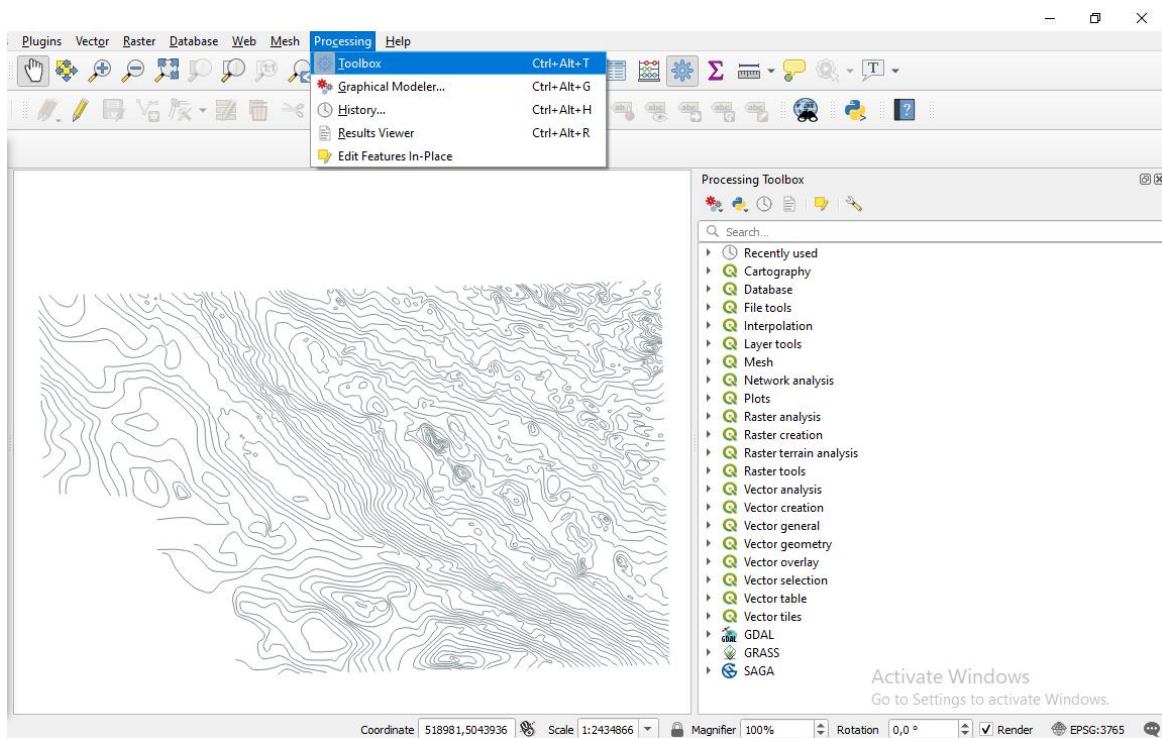 Plugins Vector Raster Database Web Mesh Processing Help
Toolbox Ctrl+Alt+T
Graphical Modeler... Ctrl+Alt+G
History... Ctrl+Alt+H
Results Viewer Ctrl+Alt+R
Edit Features In-Place
Processing Toolbox
Search...
Recently used
Cartography
Database
File tools
Interpolation
Layer tools
Mesh
Network analysis
Plots
Raster analysis
Raster creation
Raster terrain analysis
Raster tools
Vector analysis
Vector creation
Vector general
Vector geometry
Vector overlay
Vector selection
Vector table
Vector tiles
GDAL
GRASS
SAGA
Activate Windows
Go to Settings to activate Windows.
Coordinate 518981,5043936 Scale 1:2434866 Magnifier 100% Rotation 0,0 ° Render EPSG:3765